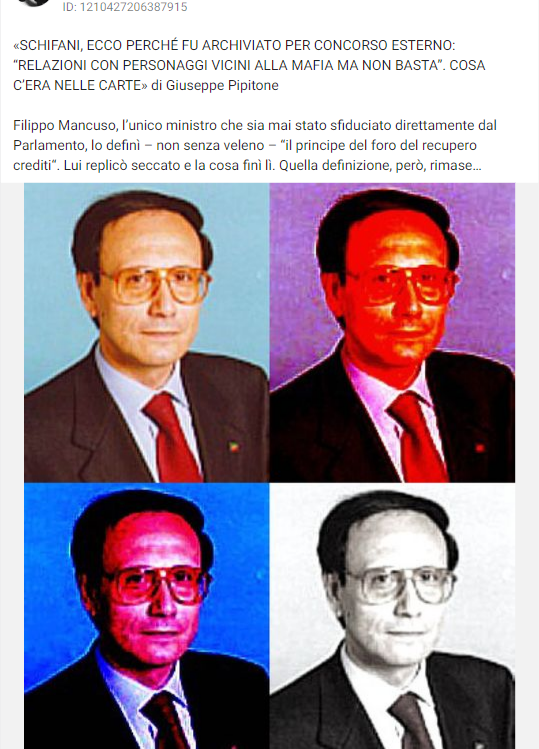 ID: 1210427206387915
«SCHIFANI, ECCO PERCHÉ FU ARCHIVIATO PER CONCORSO ESTERNO:
“RELAZIONI CON PERSONAGGI VICINI ALLA MAFIA MA NON BASTA”. COSA
C’ERA NELLE CARTE» di Giuseppe Pipitone
Filippo Mancuso, l’unico ministro che sia mai stato sfiduciato direttamente dal
Parlamento, lo definì – non senza veleno – “il principe del foro del recupero
crediti”. Lui replicò seccato e la cosa finì lì. Quella definizione, però, rimase…